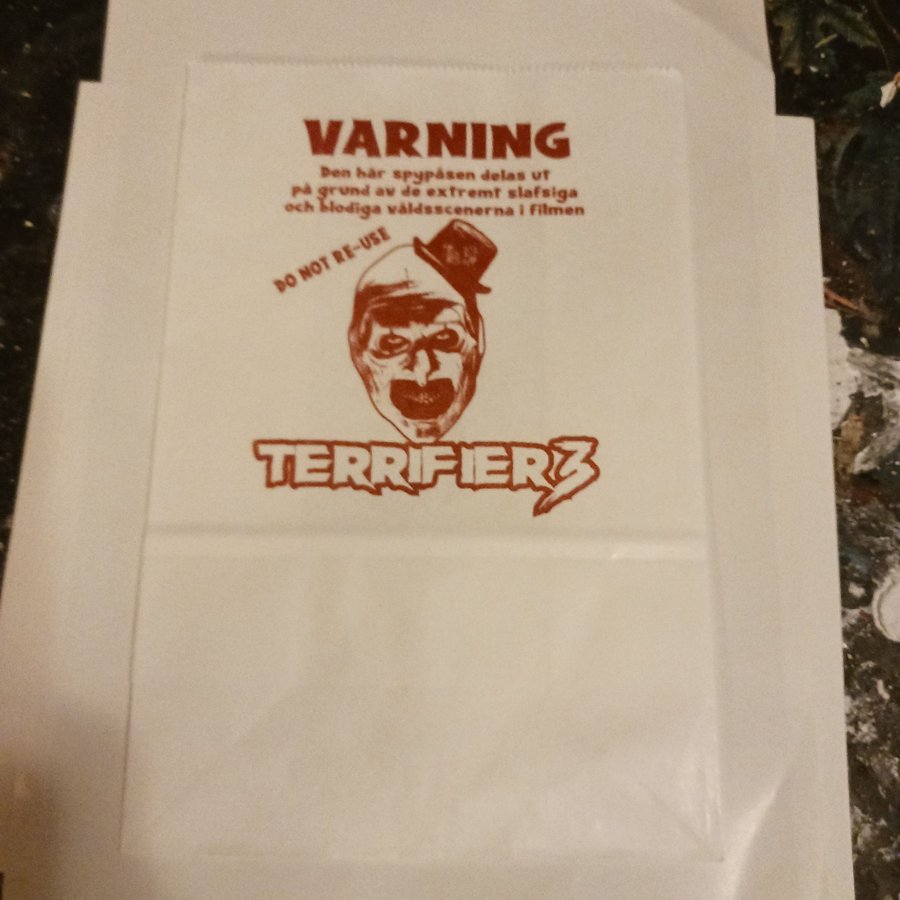 VARNING
Den här spypåsen delas ut
på grund av de extremt slafsiga
och blodiga våldsscenerna i filmen
DO NOT RE-USE
TERRIFIER 3